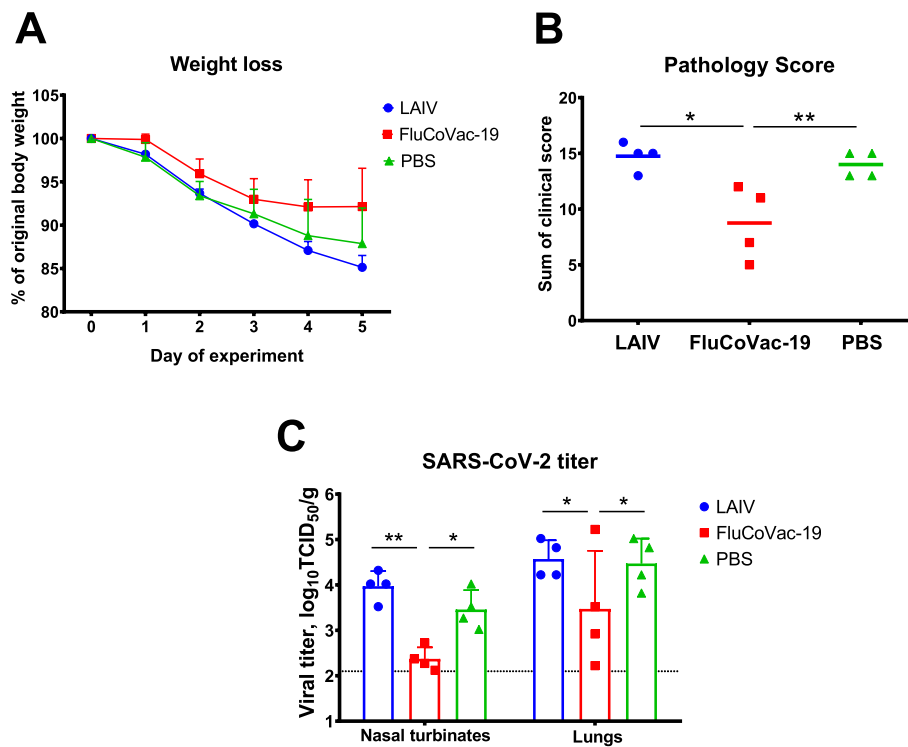 A
Weight loss
% of original body weight
105
100
95
90
85
80
0 1 2 3 4 5
Day of experiment
LAIV
FluCoVac-19
PBS
B
Pathology Score
Sum of clinical score
20
15
10
5
0
* **
LAIV FluCoVac-19 PBS
C
SARS-CoV-2 titer
Viral titer, log₁₀TCID₅₀/g
6
5
4
3
2
1
** * * *
Nasal turbinates Lungs
LAIV
FluCoVac-19
PBS